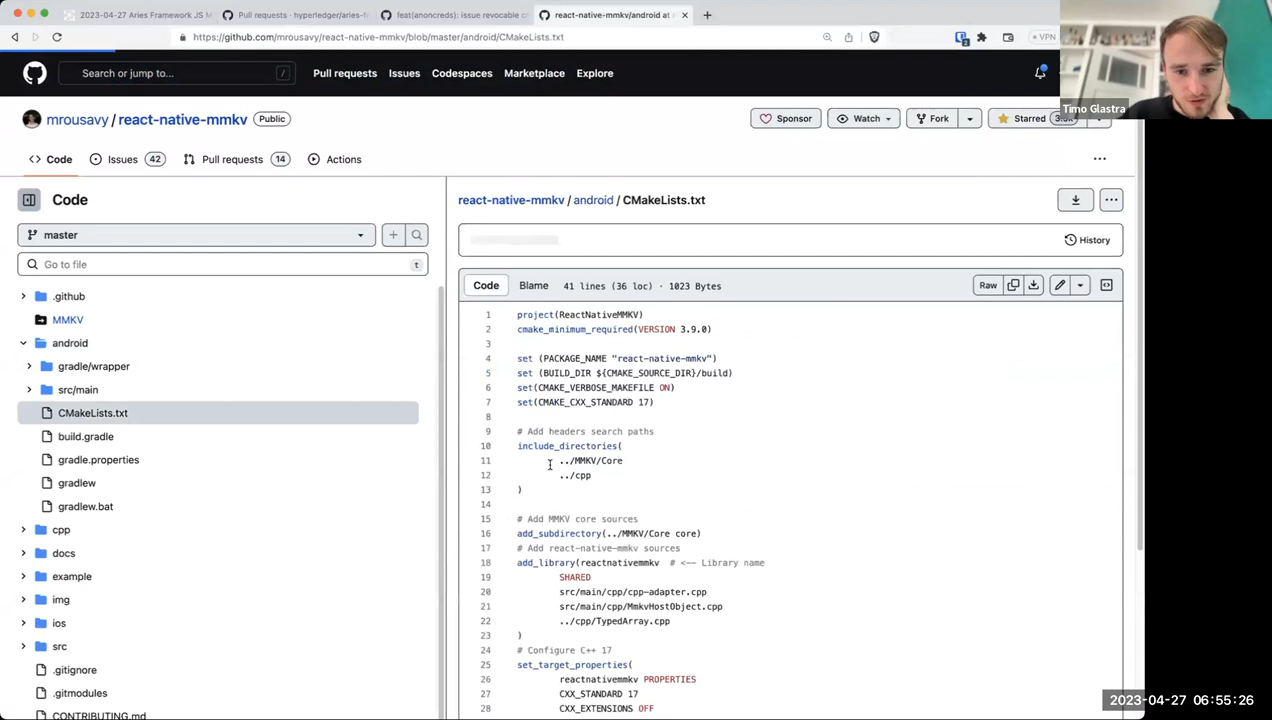 2023-04-27 Aries Framework JS M
Pull requests · hyperledger/aries-f
feat(anoncreds): issue revocable c
react-native-mmkv/android at
https://github.com/mrousavy/react-native-mmkv/blob/master/android/CMakeLists.txt
VPN
Search or jump to...
/
Pull requests
Issues
Codespaces
Marketplace
Explore
Timo Glastra
mrousavy/react-native-mmkv
Public
Sponsor
Watch
Fork
Starred
Code
Issues 42
Pull requests 14
Actions
Code
master
Go to file
t
.github
MMKV
android
gradle/wrapper
src/main
CMakeLists.txt
build.gradle
gradle.properties
gradlew
gradlew.bat
cpp
docs
example
img
ios
src
.gitignore
.gitmodules
CONTRIBUTING.md
react-native-mmkv / android / CMakeLists.txt
History
Code
Blame
41 lines (36 loc) · 1023 Bytes
Raw
1 project(ReactNativeMMKV)
2 cmake_minimum_required(VERSION 3.9.0)
3
4 set (PACKAGE_NAME "react-native-mmkv")
5 set (BUILD_DIR ${CMAKE_SOURCE_DIR}/build)
6 set(CMAKE_VERBOSE_MAKEFILE ON)
7 set(CMAKE_CXX_STANDARD 17)
8
9 # Add headers search paths
10 include_directories(
11 ../MMKV/Core
12 ../cpp
13 )
14
15 # Add MMKV core sources
16 add_subdirectory(../MMKV/Core core)
17 # Add react-native-mmkv sources
18 add_library(reactnativemmkv # <-- Library name
19 SHARED
20 src/main/cpp/cpp-adapter.cpp
21 src/main/cpp/MmkvHostObject.cpp
22 ../cpp/TypedArray.cpp
23 )
24 # Configure C++ 17
25 set_target_properties(
26 reactnativemmkv PROPERTIES
27 CXX_STANDARD 17
28 CXX_EXTENSIONS OFF
2023-04-27 06:55:26